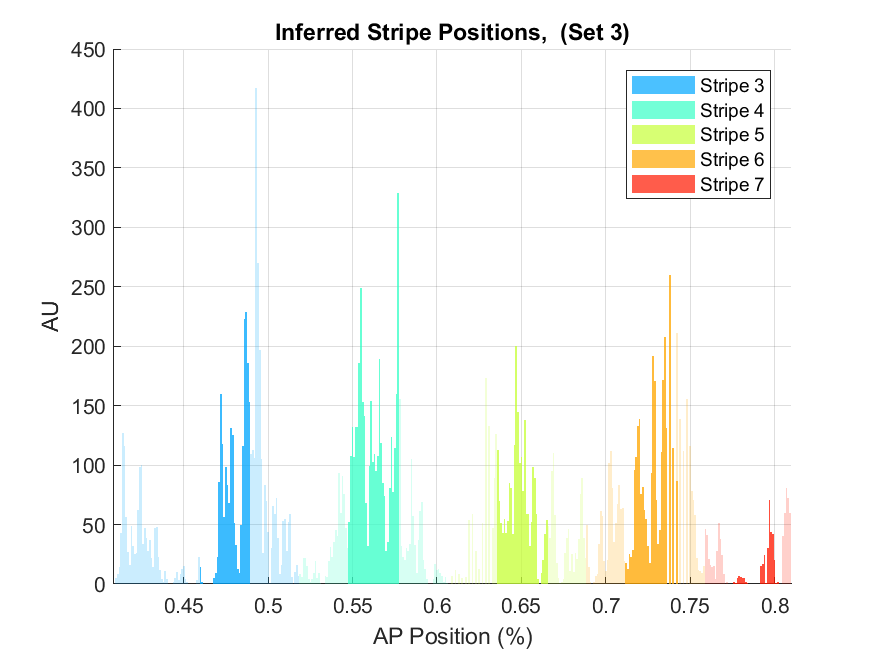 Inferred Stripe Positions,  (Set 3)
450
400
350
300
250
200
150
100
50
0
AU
0.45
0.5
0.55
0.6
0.65
0.7
0.75
0.8
AP Position (%)
Stripe 3
Stripe 4
Stripe 5
Stripe 6
Stripe 7